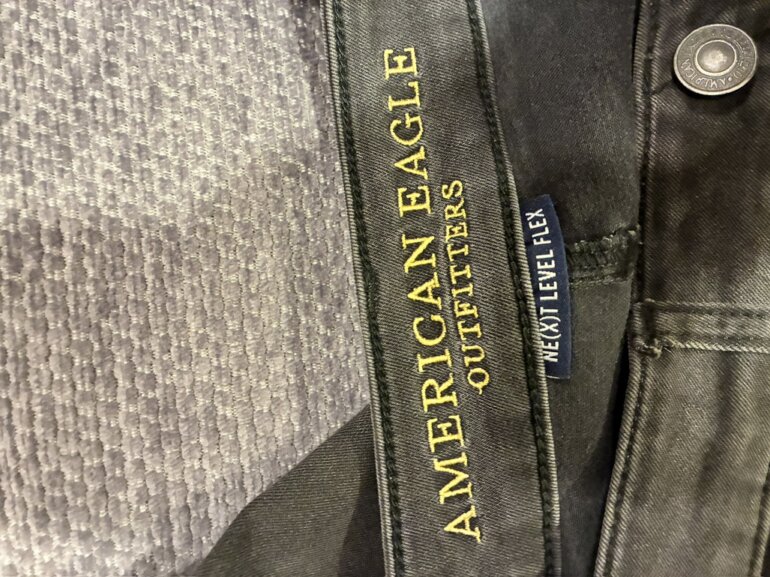 AMERICAN EAGLE
OUTFITTERS
NE(X)T LEVEL FLEX